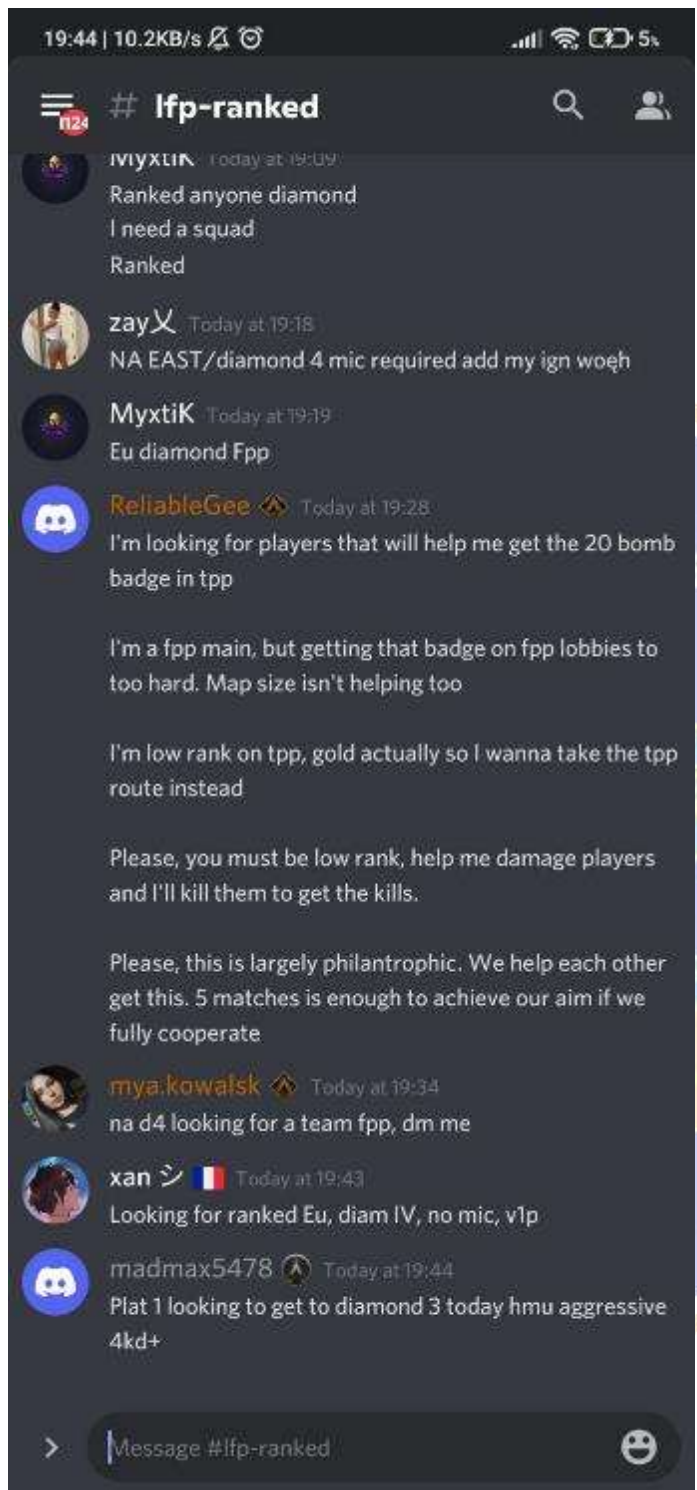 19:44 | 10.2KB/s 5%
124
# lfp-ranked
MyxtiK Today at 19:09
Ranked anyone diamond
I need a squad
Ranked
zay乂 Today at 19:18
NA EAST/diamond 4 mic required add my ign woęh
MyxtiK Today at 19:19
Eu diamond Fpp
ReliableGee Today at 19:28
I'm looking for players that will help me get the 20 bomb
badge in tpp
I'm a fpp main, but getting that badge on fpp lobbies to
too hard. Map size isn't helping too
I'm low rank on tpp, gold actually so I wanna take the tpp
route instead
Please, you must be low rank, help me damage players
and I'll kill them to get the kills.
Please, this is largely philantrophic. We help each other
get this. 5 matches is enough to achieve our aim if we
fully cooperate
mya.kowalsk Today at 19:34
na d4 looking for a team fpp, dm me
xan シ Today at 19:43
Looking for ranked Eu, diam IV, no mic, v1p
madmax5478 Today at 19:44
Plat 1 looking to get to diamond 3 today hmu aggressive
4kd+
Message #lfp-ranked